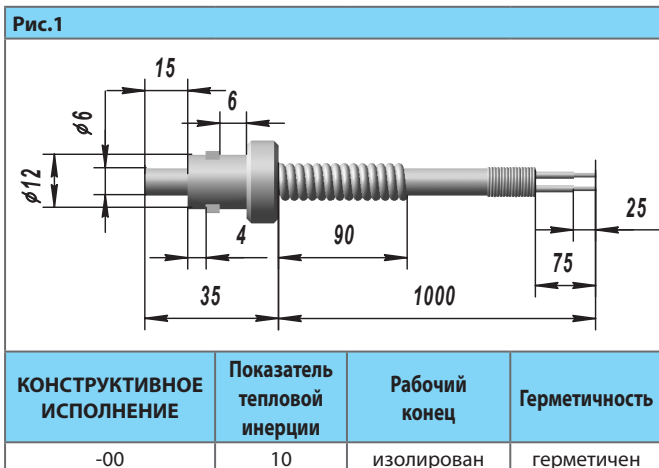 Рис.1
15
6
ϕ6
ϕ12
4
90
25
75
35
1000
КОНСТРУКТИВНОЕ ИСПОЛНЕНИЕ
Показатель тепловой инерции
Рабочий конец
Герметичность
-00
10
изолирован
герметичен